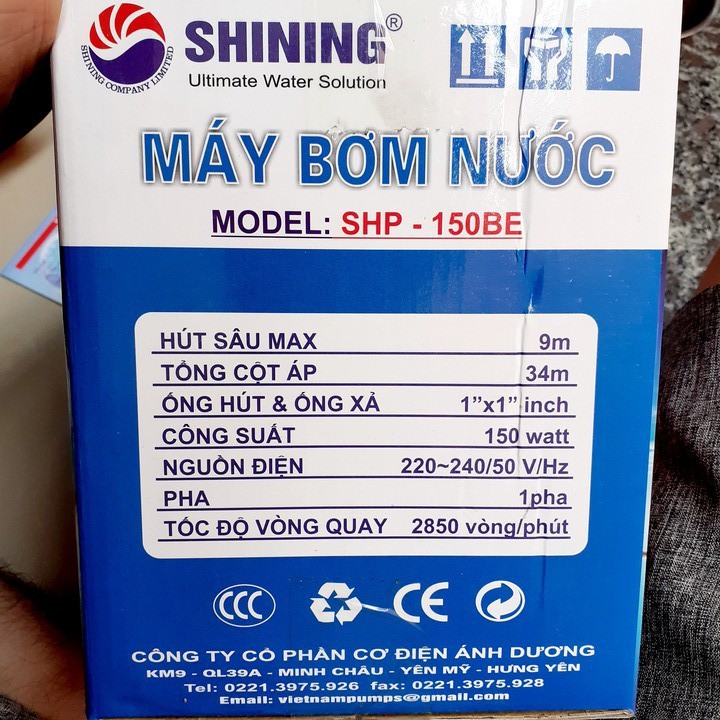 SHINING®
Ultimate Water Solution
SHINING COMPANY LIMITED
MÁY BƠM NƯỚC
MODEL: SHP - 150BE
HÚT SÂU MAX 9m
TỔNG CỘT ÁP 34m
ỐNG HÚT & ỐNG XẢ 1”x1” inch
CÔNG SUẤT 150 watt
NGUỒN ĐIỆN 220~240/50 V/Hz
PHA 1pha
TỐC ĐỘ VÒNG QUAY 2850 vòng/phút
CCC CE
CÔNG TY CỔ PHẦN CƠ ĐIỆN ÁNH DƯƠNG
KM9 - QL39A - MINH CHÂU - YÊN MỸ - HƯNG YÊN
Tel: 0221.3975.926 fax: 0221.3975.928
Email: vietnampumps@gmail.com